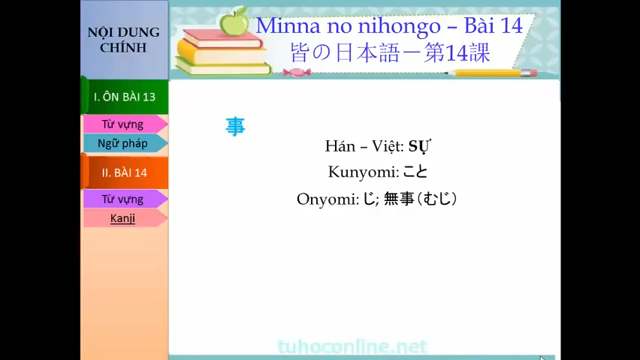 NỘI DUNG
CHÍNH
Minna no nihongo – Bài 14
皆の日本語－第14課
I. ÔN BÀI 13
Từ vựng
Ngữ pháp
II. BÀI 14
Từ vựng
Kanji
事
Hán – Việt: SỰ
Kunyomi: こと
Onyomi: じ; 無事（むじ）
tuhoconline.net